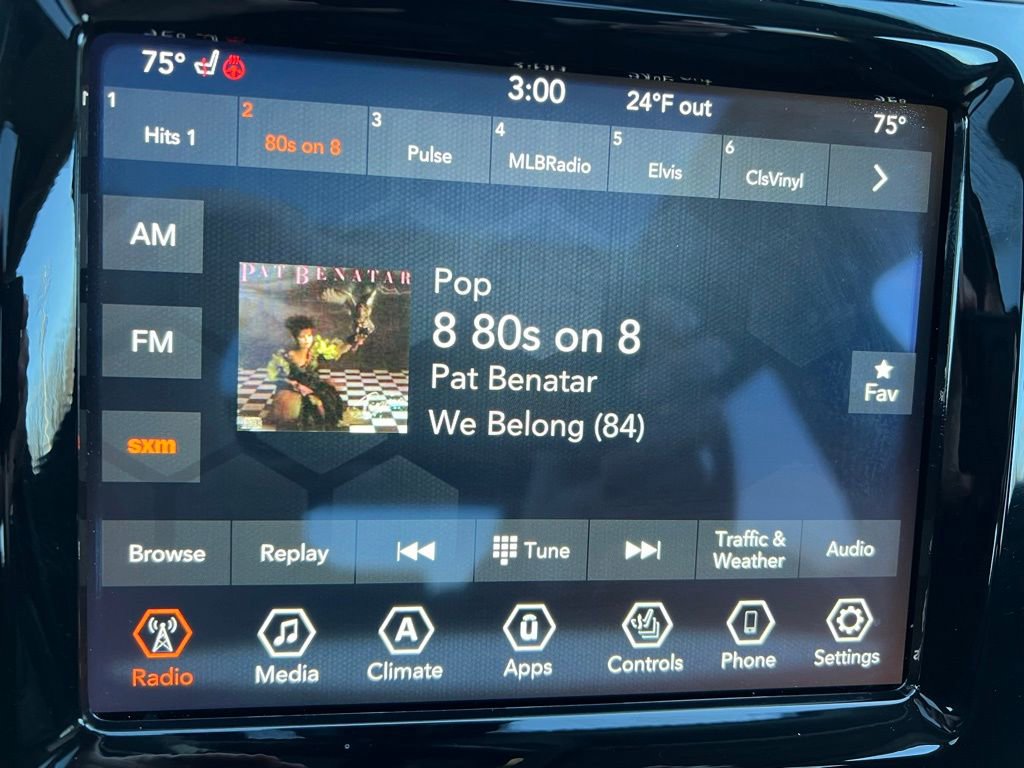 75°
3:00
24°F out
75°
1 Hits 1
2 80s on 8
3 Pulse
4 MLBRadio
5 Elvis
6 ClsVinyl
AM
FM
sxm
PAT BENATAR
Pop
8 80s on 8
Pat Benatar
We Belong (84)
Fav
Browse
Replay
Tune
Traffic &
Weather
Audio
Radio
Media
A
Climate
Apps
Controls
Phone
Settings